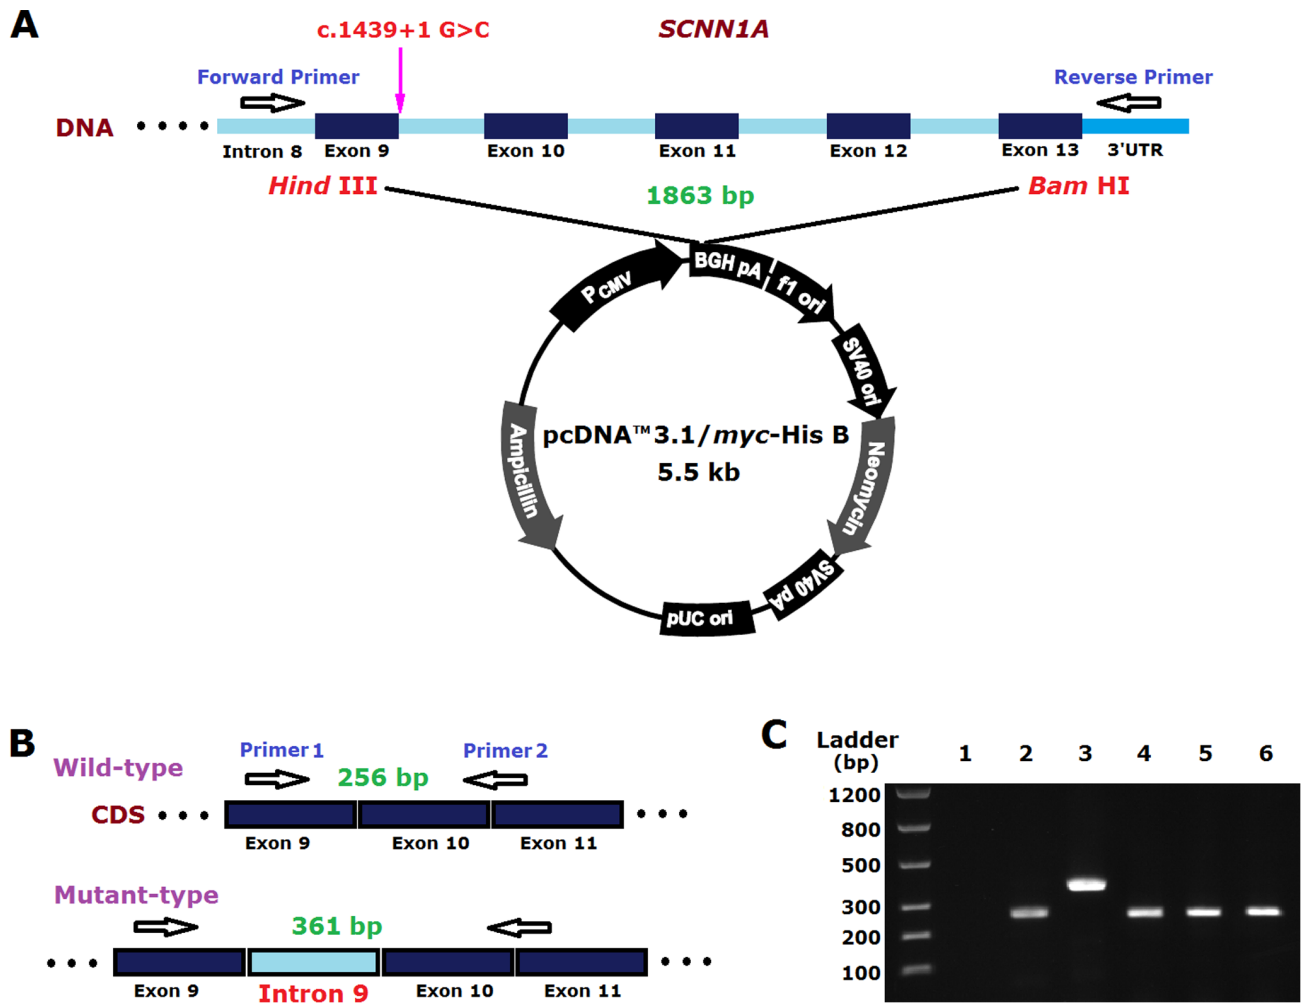 A
c.1439+1 G>C
SCNN1A
Forward Primer
Reverse Primer
DNA
Intron 8
Exon 9
Exon 10
Exon 11
Exon 12
Exon 13
3'UTR
Hind III
1863 bp
Bam HI
PCMV
BGH pA
f1 ori
SV40 ori
Neomycin
SV40 pA
pUC ori
Ampicillin
pcDNA™3.1/myc-His B
5.5 kb
B
Wild-type
Primer1
Primer2
256 bp
CDS
Exon 9
Exon 10
Exon 11
Mutant-type
361 bp
Exon 9
Intron 9
Exon 10
Exon 11
C
Ladder
(bp)
1 2 3 4 5 6
1200
800
500
300
200
100